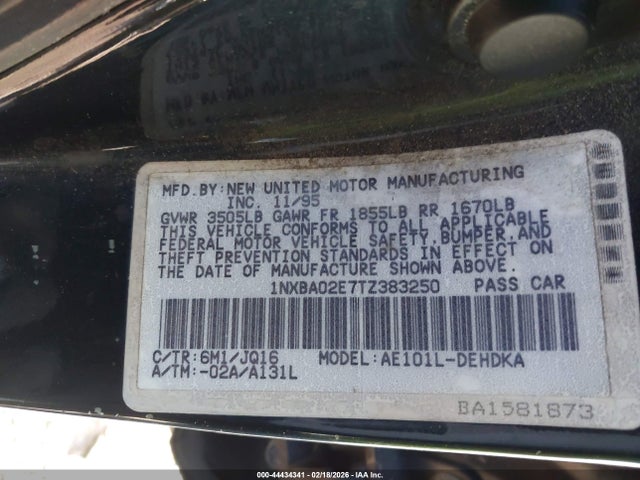 MFD.BY:NEW UNITED MOTOR MANUFACTURING
INC. 11/95
GVWR 3505LB GAWR FR 1855LB RR 1670LB
THIS VEHICLE CONFORMS TO ALL APPLICABLE
FEDERAL MOTOR VEHICLE SAFETY,BUMPER,AND
THEFT PREVENTION STANDARDS IN EFFECT ON
THE DATE OF MANUFACTURE SHOWN ABOVE.
1NXBA02E7TZ383250 PASS CAR
C/TR:6M1/JQ16 MODEL:AE101L-DEHDKA
A/TM:-02A/A131L
BA1581873
000-44434341 - 02/18/2026 - IAAI Public